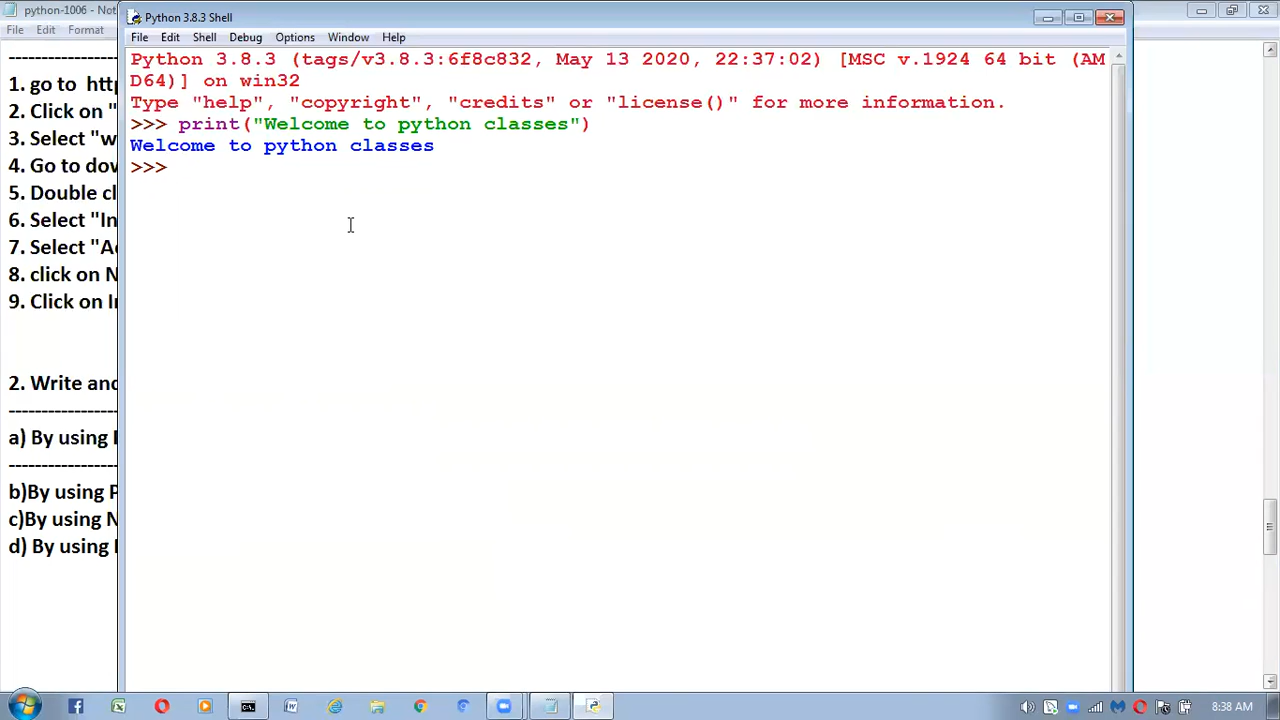 python-1006 - Not
File Edit Format
Python 3.8.3 Shell
File Edit Shell Debug Options Window Help
Python 3.8.3 (tags/v3.8.3:6f8c832, May 13 2020, 22:37:02) [MSC v.1924 64 bit (AM
D64)] on win32
Type "help", "copyright", "credits" or "license()" for more information.
>>> print("Welcome to python classes")
Welcome to python classes
>>>
--------------------
1. go to http
2. Click on "
3. Select "w
4. Go to dov
5. Double cl
6. Select "In
7. Select "Ac
8. click on N
9. Click on In
2. Write and
--------------------
a) By using
--------------------
b)By using P
c)By using N
d) By using
8:38 AM